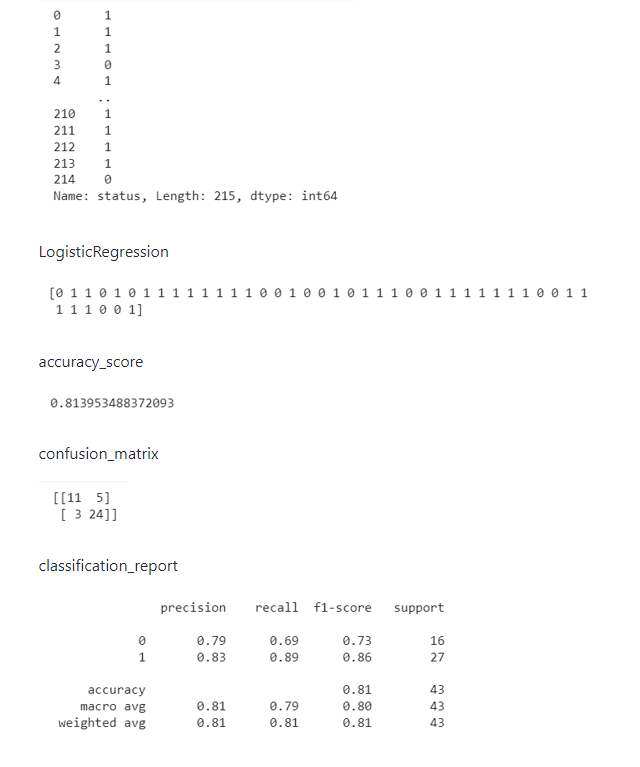 0 1
1 1
2 1
3 0
4 1
..
210 1
211 1
212 1
213 1
214 0
Name: status, Length: 215, dtype: int64
LogisticRegression
[0 1 1 0 1 0 1 1 1 1 1 1 1 1 0 0 1 0 0 1 0 1 1 1 0 0 1 1 1 1 1 1 1 0 0 1 1
1 1 1 0 0 1]
accuracy_score
0.813953488372093
confusion_matrix
[[11 5]
[ 3 24]]
classification_report
precision recall f1-score support
0 0.79 0.69 0.73 16
1 0.83 0.89 0.86 27
accuracy 0.81 43
macro avg 0.81 0.79 0.80 43
weighted avg 0.81 0.81 0.81 43